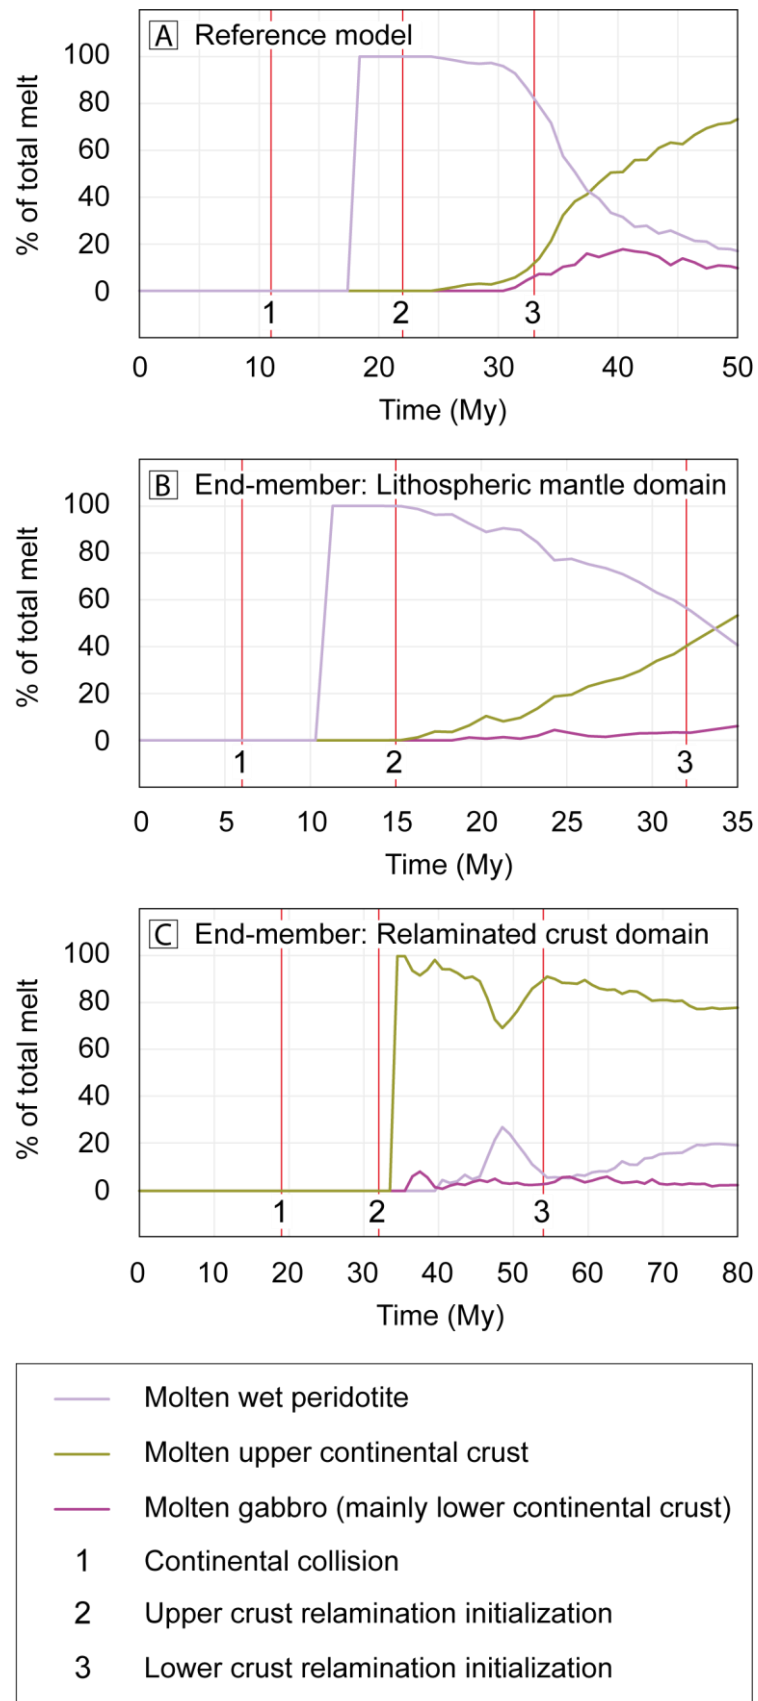 A Reference model
% of total melt
100
80
60
40
20
0
1 2 3
0 10 20 30 40 50
Time (My)
B End-member: Lithospheric mantle domain
% of total melt
100
80
60
40
20
0
1 2 3
0 5 10 15 20 25 30 35
Time (My)
C End-member: Relaminated crust domain
% of total melt
100
80
60
40
20
0
1 2 3
0 10 20 30 40 50 60 70 80
Time (My)
Molten wet peridotite
Molten upper continental crust
Molten gabbro (mainly lower continental crust)
1 Continental collision
2 Upper crust relamination initialization
3 Lower crust relamination initialization